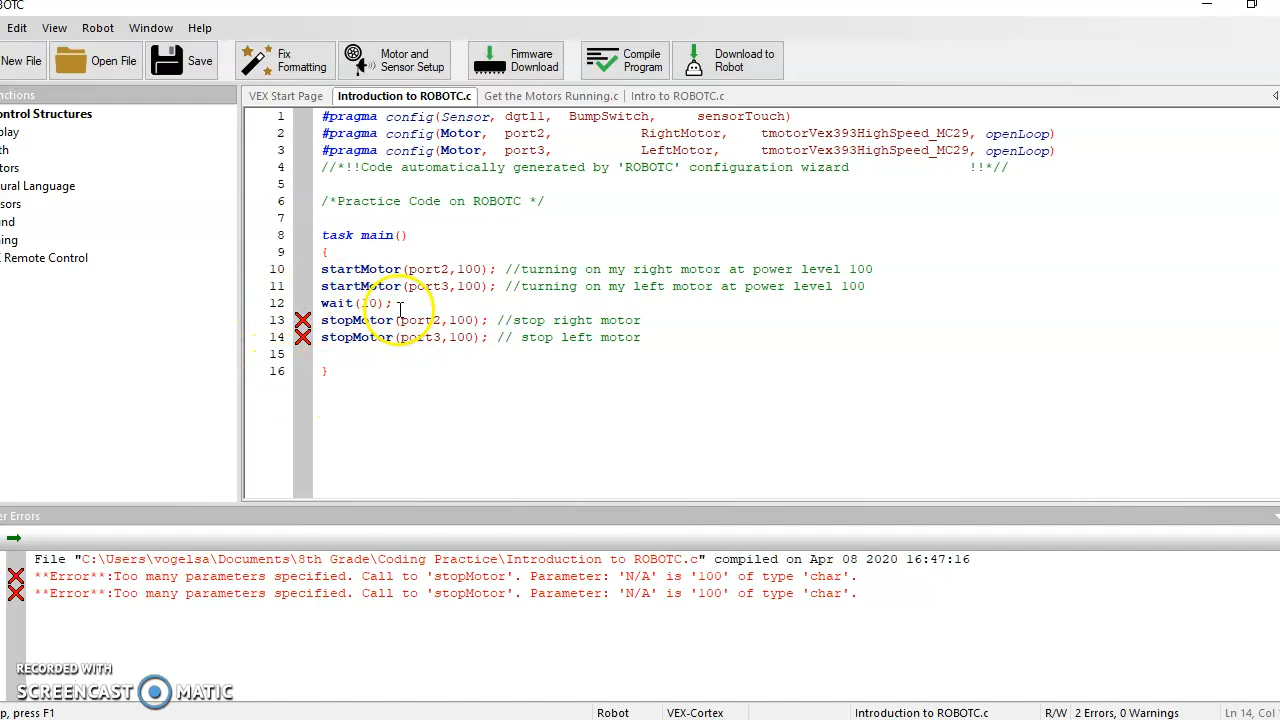 OTC
Edit View Robot Window Help
New File Open File Save Fix Formatting Motor and Sensor Setup Firmware Download Compile Program Download to Robot
nctions
VEX Start Page Introduction to ROBOTC.c Get the Motors Running.c Intro to ROBOTC.c
ontrol Structures
play
th
tors
tural Language
sors
nd
ing
X Remote Control
1 #pragma config(Sensor, dgtl1, BumpSwitch, sensorTouch)
2 #pragma config(Motor, port2, RightMotor, tmotorVex393HighSpeed_MC29, openLoop)
3 #pragma config(Motor, port3, LeftMotor, tmotorVex393HighSpeed_MC29, openLoop)
4 //*!!Code automatically generated by 'ROBOTC' configuration wizard !!*//
5
6 /*Practice Code on ROBOTC */
7
8 task main()
9 {
10 startMotor(port2,100); //turning on my right motor at power level 100
11 startMotor(port3,100); //turning on my left motor at power level 100
12 wait(10);
13 stopMotor(port2,100); //stop right motor
14 stopMotor(port3,100); // stop left motor
15
16 }
er Errors
File "C:\Users\vogelsa\Documents\8th Grade\Coding Practice\Introduction to ROBOTC.c" compiled on Apr 08 2020 16:47:16
**Error**:Too many parameters specified. Call to 'stopMotor'. Parameter: 'N/A' is '100' of type 'char'.
**Error**:Too many parameters specified. Call to 'stopMotor'. Parameter: 'N/A' is '100' of type 'char'.
RECORDED WITH
SCREENCAST MATIC
p, press F1 Robot VEX-Cortex Introduction to ROBOTC.c R/W 2 Errors, 0 Warnings Ln 14, Col